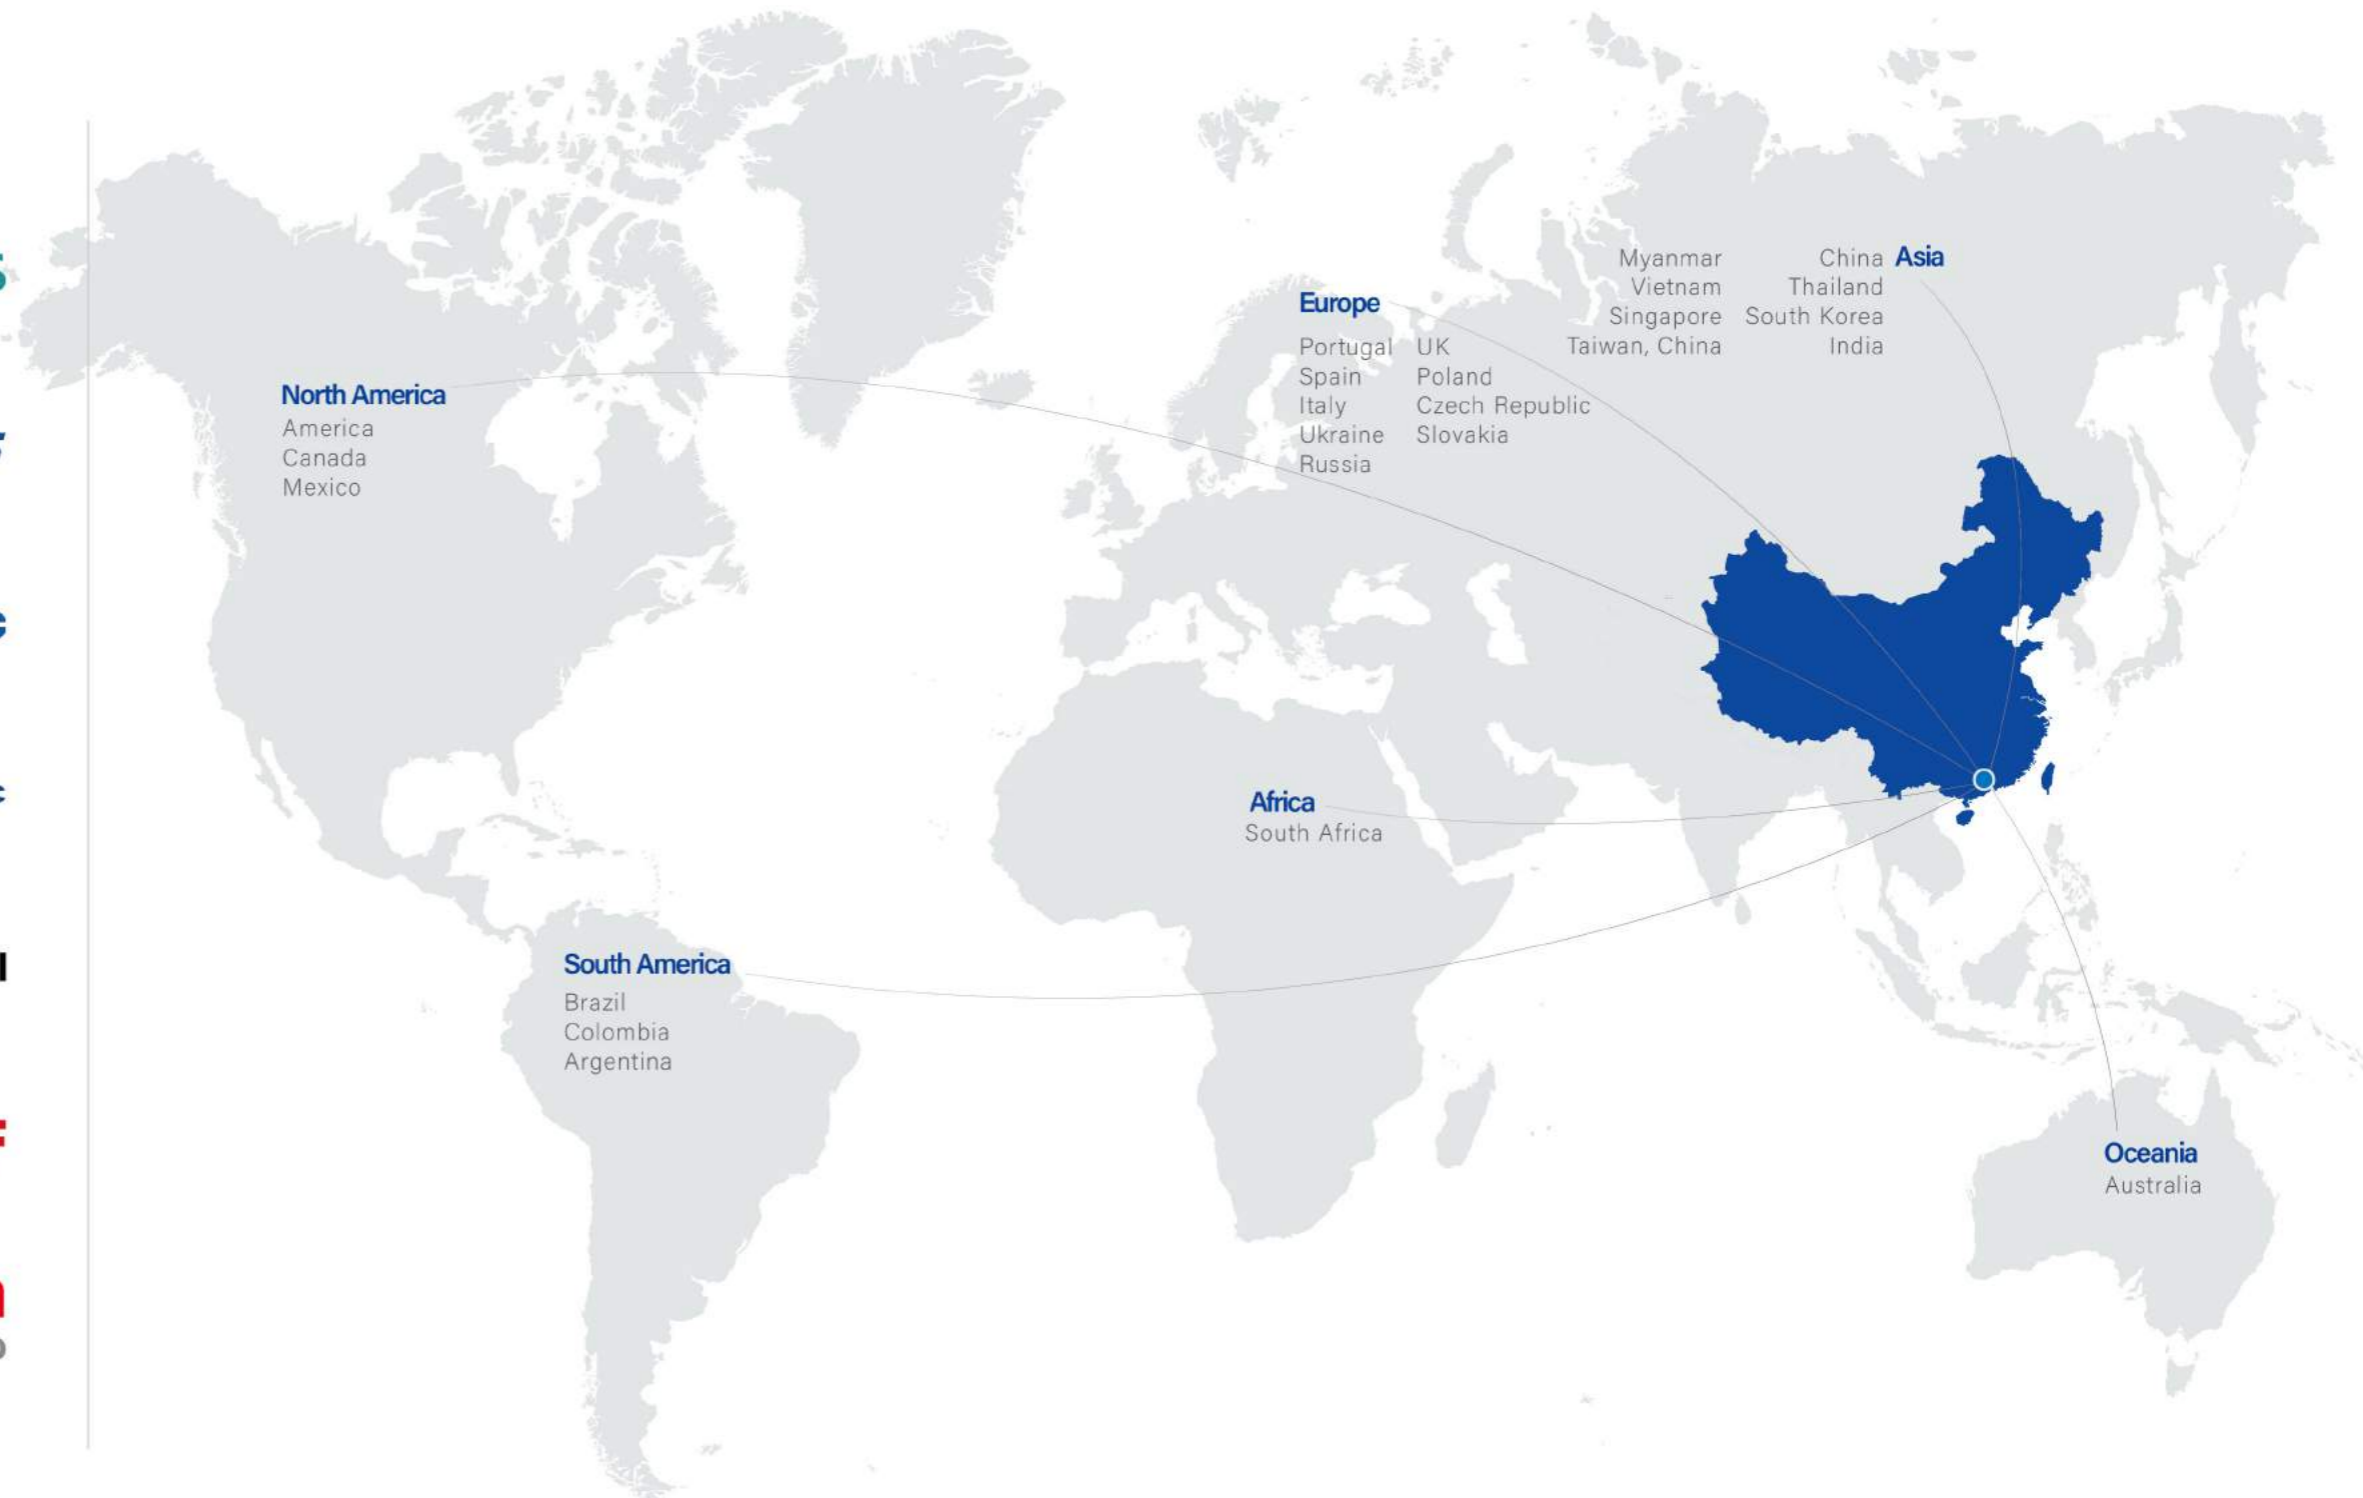 North America
America
Canada
Mexico
South America
Brazil
Colombia
Argentina
Europe
Portugal UK
Spain Poland
Italy Czech Republic
Ukraine Slovakia
Russia
Africa
South Africa
Myanmar China Asia
Vietnam Thailand
Singapore South Korea
Taiwan, China India
Oceania
Australia